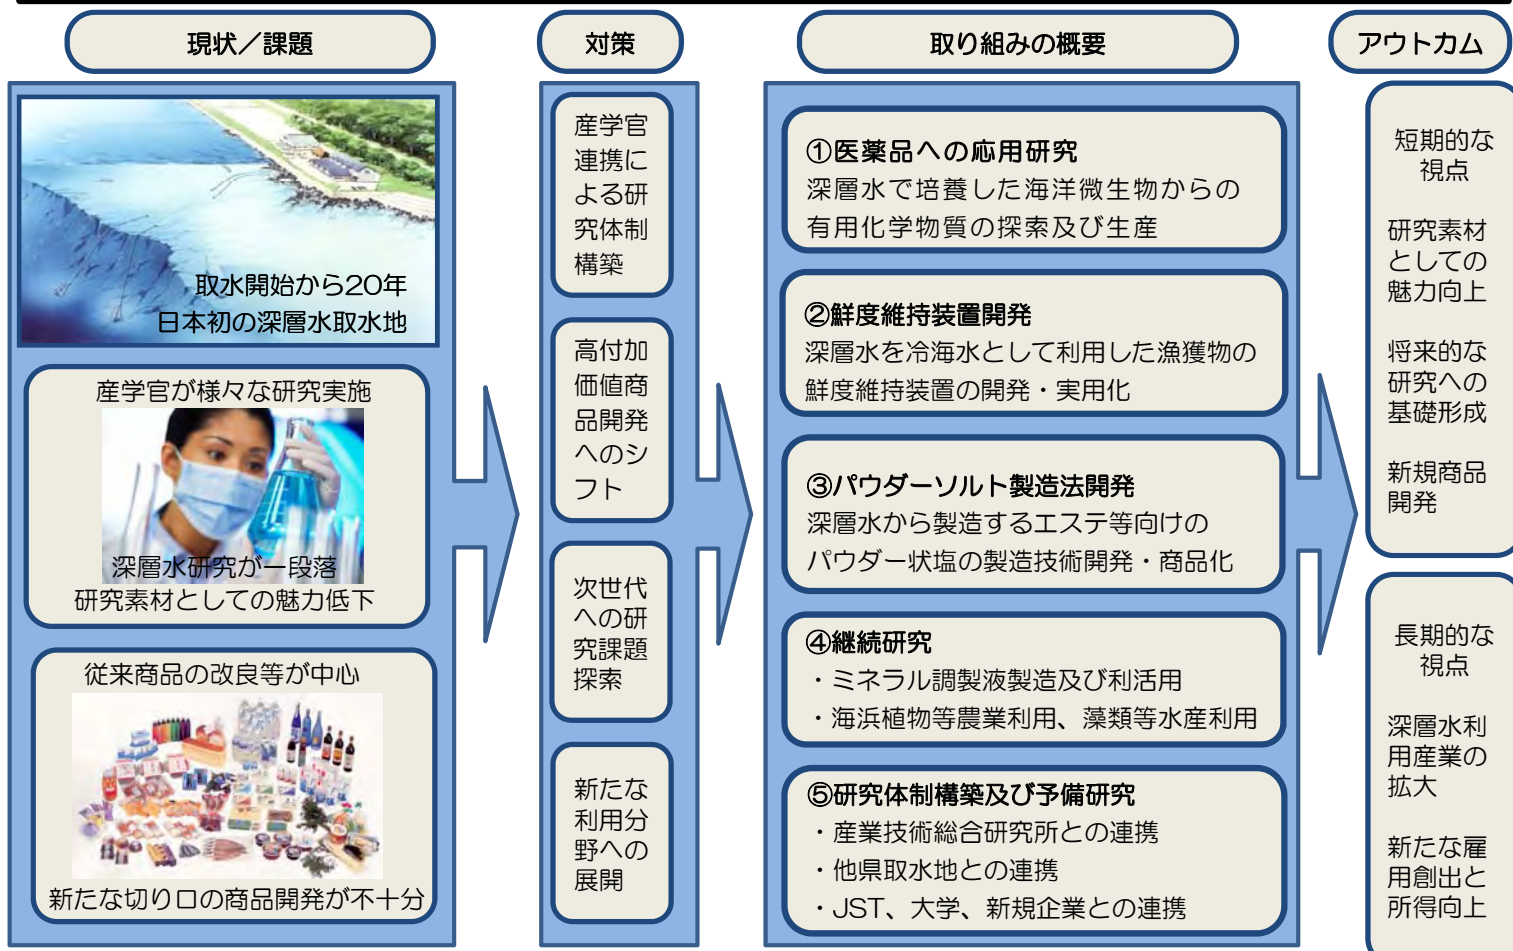 現状／課題
取水開始から20年
日本初の深層水取水地
産学官が様々な研究実施
深層水研究が一段落
研究素材としての魅力低下
従来商品の改良等が中心
新たな切り口の商品開発が不十分
対策
産学官
連携に
よる研
究体制
構築
高付加
価値商
品開発
へのシ
フト
次世代
への研
究課題
探索
新たな
利用分
野への
展開
取り組みの概要
①医薬品への応用研究
深層水で培養した海洋微生物からの
有用化学物質の探索及び生産
②鮮度維持装置開発
深層水を冷海水として利用した漁獲物の
鮮度維持装置の開発・実用化
③パウダーソルト製造法開発
深層水から製造するエステ等向けの
パウダー状塩の製造技術開発・商品化
④継続研究
・ミネラル調製液製造及び利活用
・海浜植物等農業利用、藻類等水産利用
⑤研究体制構築及び予備研究
・産業技術総合研究所との連携
・他県取水地との連携
・JST、大学、新規企業との連携
アウトカム
短期的な
視点
研究素材
としての
魅力向上
将来的な
研究への
基礎形成
新規商品
開発
長期的な
視点
深層水利
用産業の
拡大
新たな雇
用創出と
所得向上